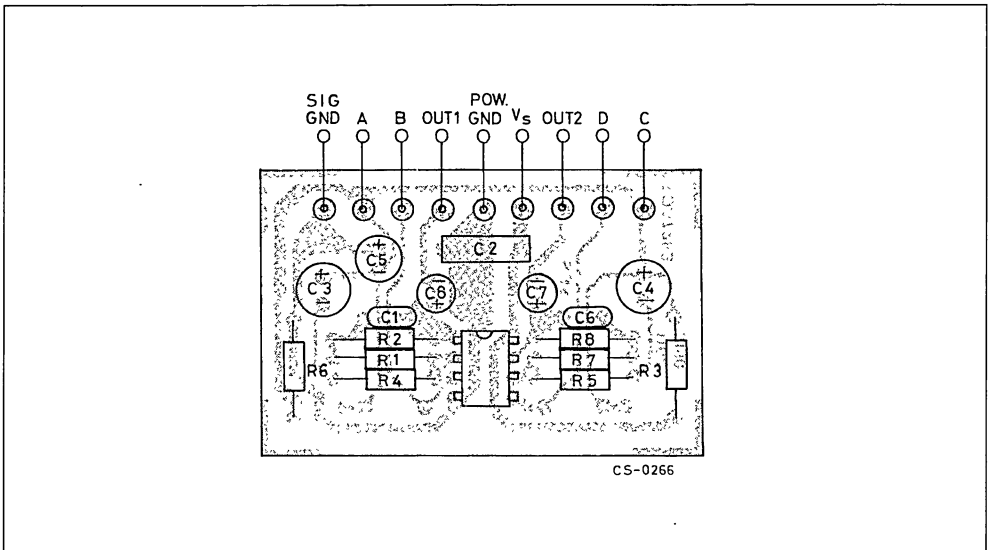 SIG
GND A B OUT1 POW.
GND Vs OUT2 D C
C2
C5
C3 C8 C7 C4
C1 C6
R2 R8
R6 R1 R7 R3
R4 R5
CS-0266